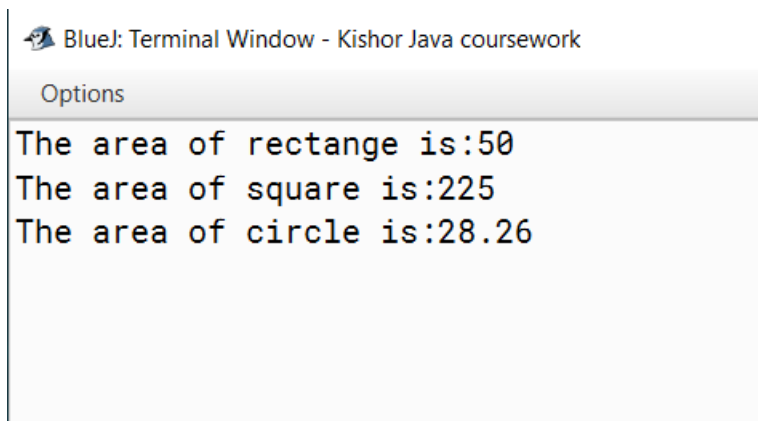 BlueJ: Terminal Window - Kishor Java coursework
Options
The area of rectange is:50
The area of square is:225
The area of circle is:28.26